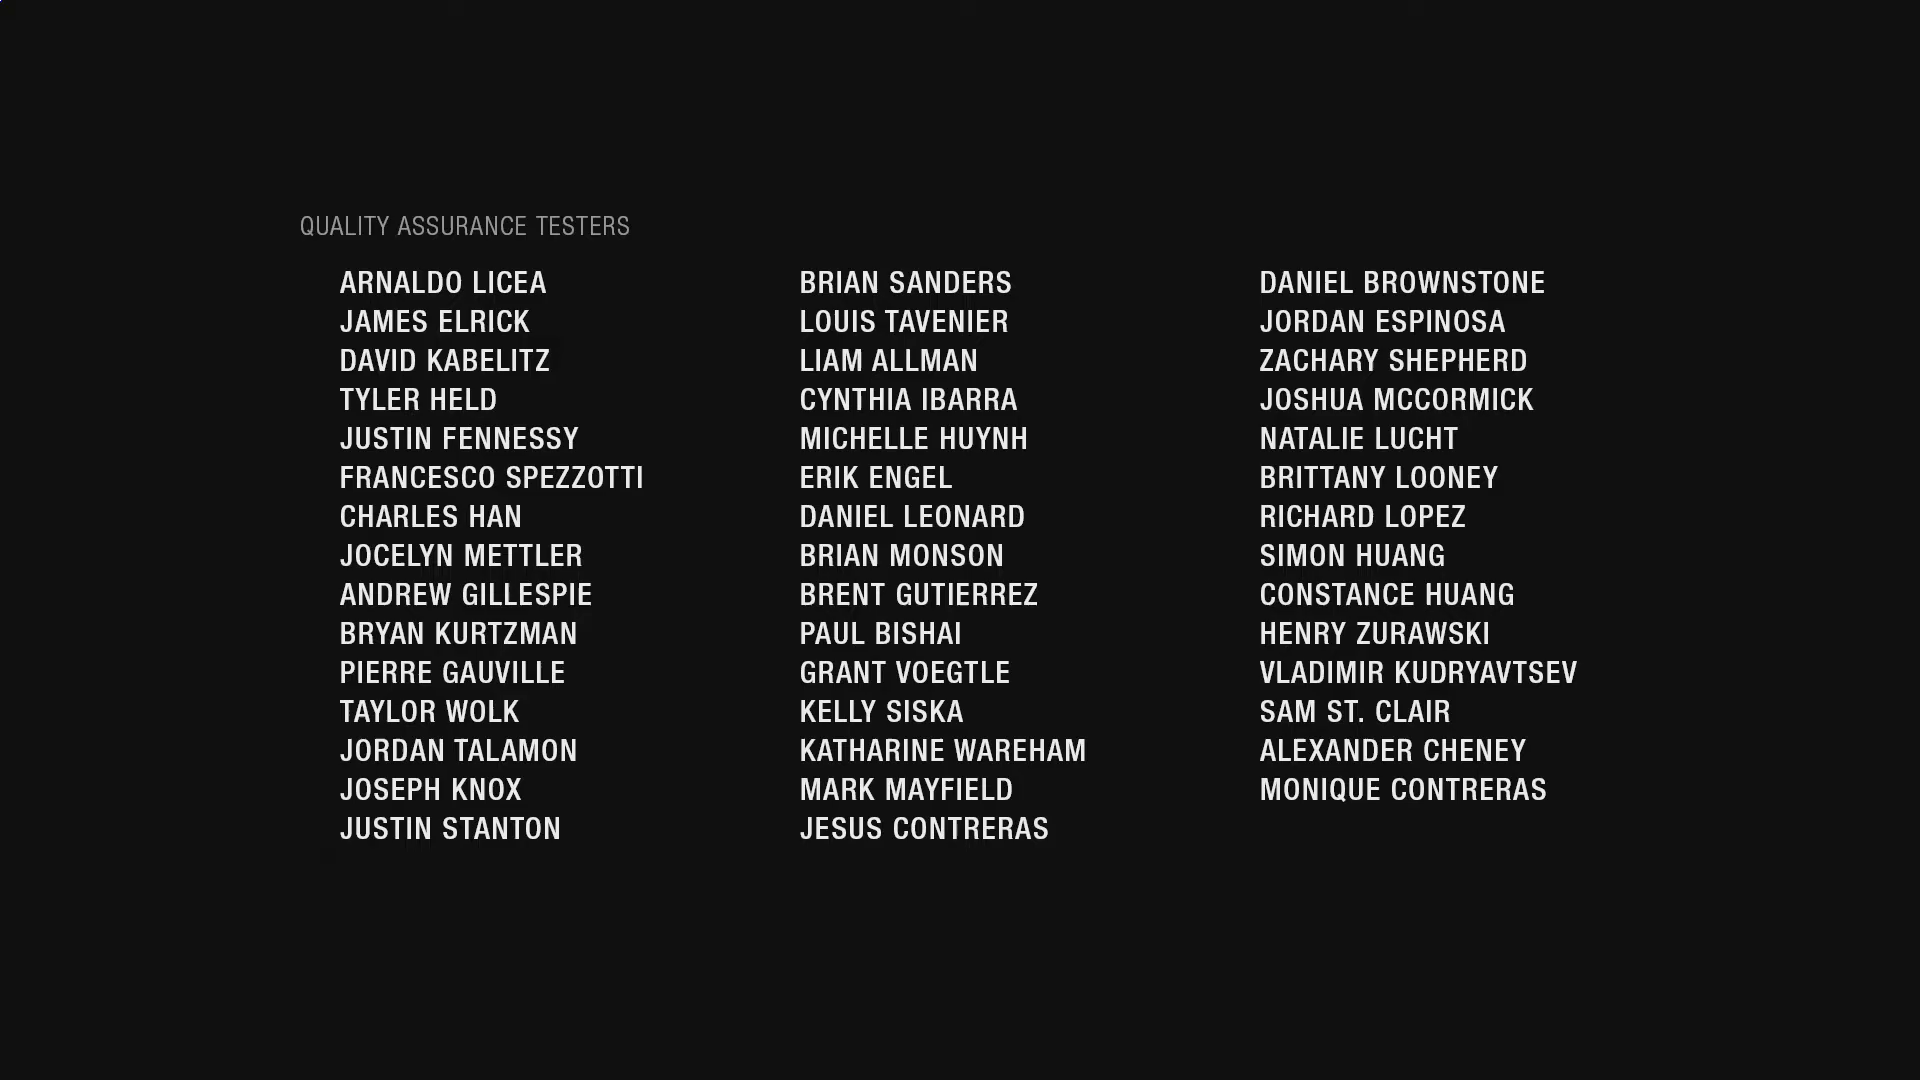 QUALITY ASSURANCE TESTERS
ARNALDO LICEA
JAMES ELRICK
DAVID KABELITZ
TYLER HELD
JUSTIN FENNESSY
FRANCESCO SPEZZOTTI
CHARLES HAN
JOCELYN METTLER
ANDREW GILLESPIE
BRYAN KURTZMAN
PIERRE GAUVILLE
TAYLOR WOLK
JORDAN TALAMON
JOSEPH KNOX
JUSTIN STANTON
BRIAN SANDERS
LOUIS TAVENIER
LIAM ALLMAN
CYNTHIA IBARRA
MICHELLE HUYNH
ERIK ENGEL
DANIEL LEONARD
BRIAN MONSON
BRENT GUTIERREZ
PAUL BISHAI
GRANT VOEGTLE
KELLY SISKA
KATHARINE WAREHAM
MARK MAYFIELD
JESUS CONTRERAS
DANIEL BROWNSTONE
JORDAN ESPINOSA
ZACHARY SHEPHERD
JOSHUA MCCORMICK
NATALIE LUCHT
BRITTANY LOONEY
RICHARD LOPEZ
SIMON HUANG
CONSTANCE HUANG
HENRY ZURAWSKI
VLADIMIR KUDRYAVTSEV
SAM ST. CLAIR
ALEXANDER CHENEY
MONIQUE CONTRERAS